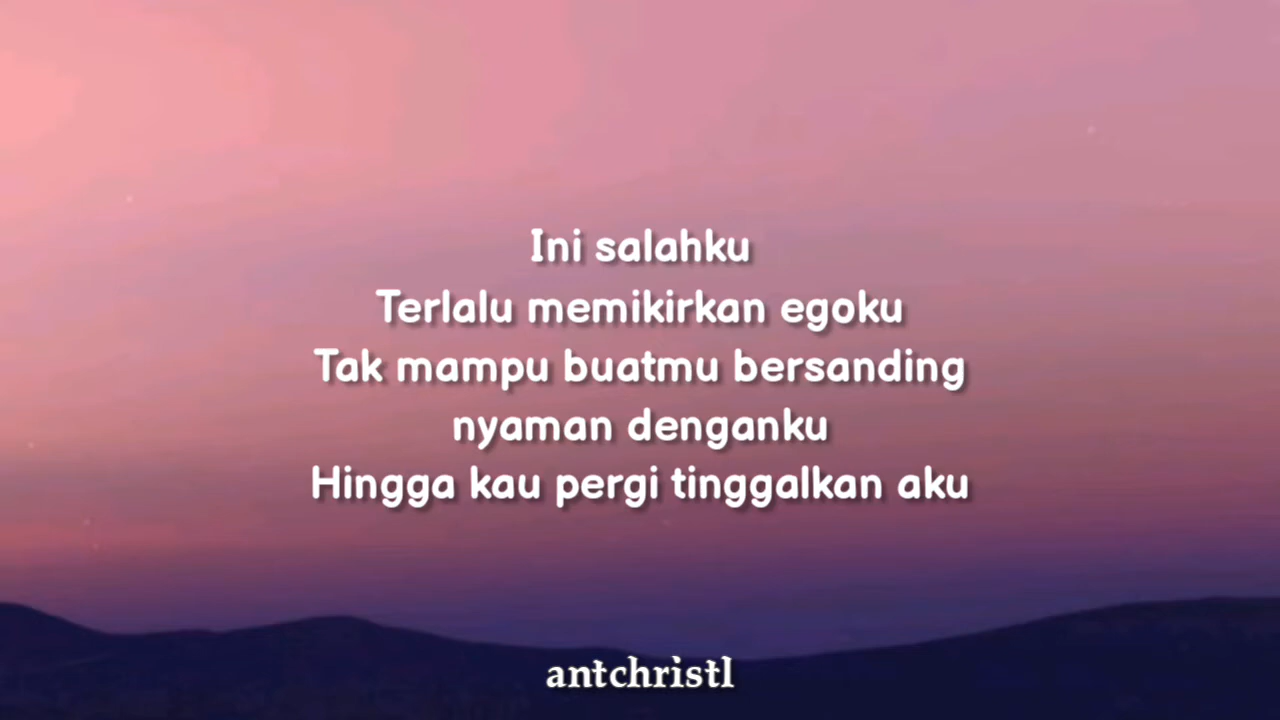 Ini salahku
Terlalu memikirkan egoku
Tak mampu buatmu bersanding
nyaman denganku
Hingga kau pergi tinggalkan aku
antchristl